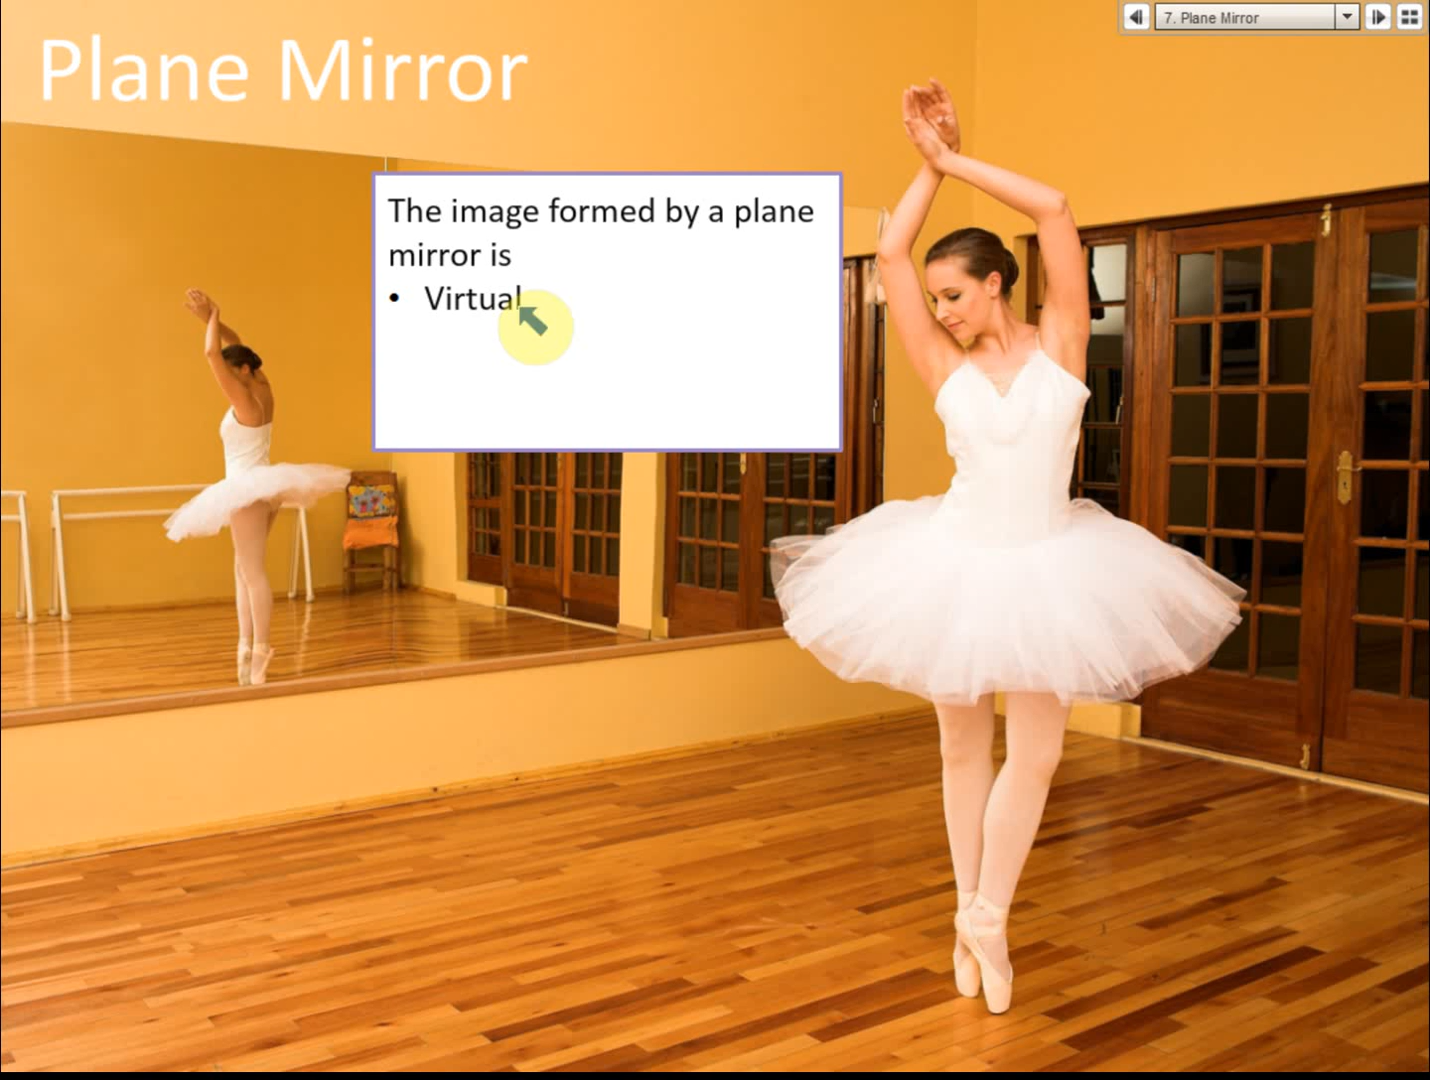 7. Plane Mirror
Plane Mirror
The image formed by a plane
mirror is
• Virtual